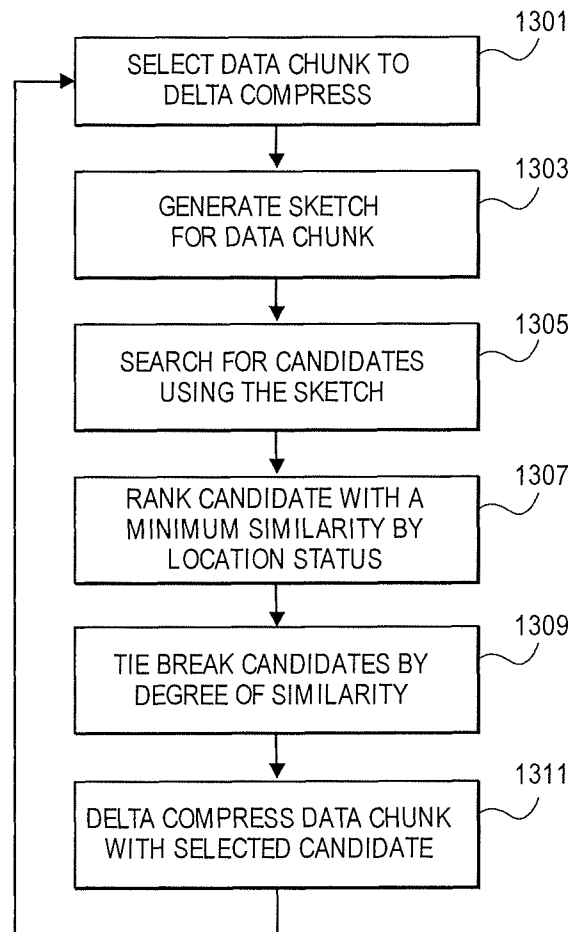 1301
SELECT DATA CHUNK TO
DELTA COMPRESS
1303
GENERATE SKETCH
FOR DATA CHUNK
1305
SEARCH FOR CANDIDATES
USING THE SKETCH
1307
RANK CANDIDATE WITH A
MINIMUM SIMILARITY BY
LOCATION STATUS
1309
TIE BREAK CANDIDATES BY
DEGREE OF SIMILARITY
1311
DELTA COMPRESS DATA CHUNK
WITH SELECTED CANDIDATE